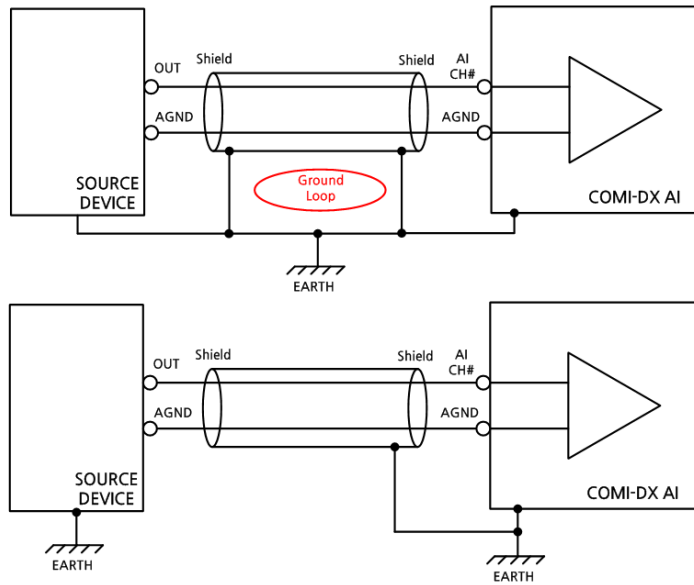 OUT
Shield
Shield
AI
CH#
AGND
AGND
SOURCE
DEVICE
Ground
Loop
COMI-DX AI
EARTH
OUT
Shield
Shield
AI
CH#
AGND
AGND
SOURCE
DEVICE
COMI-DX AI
EARTH
EARTH